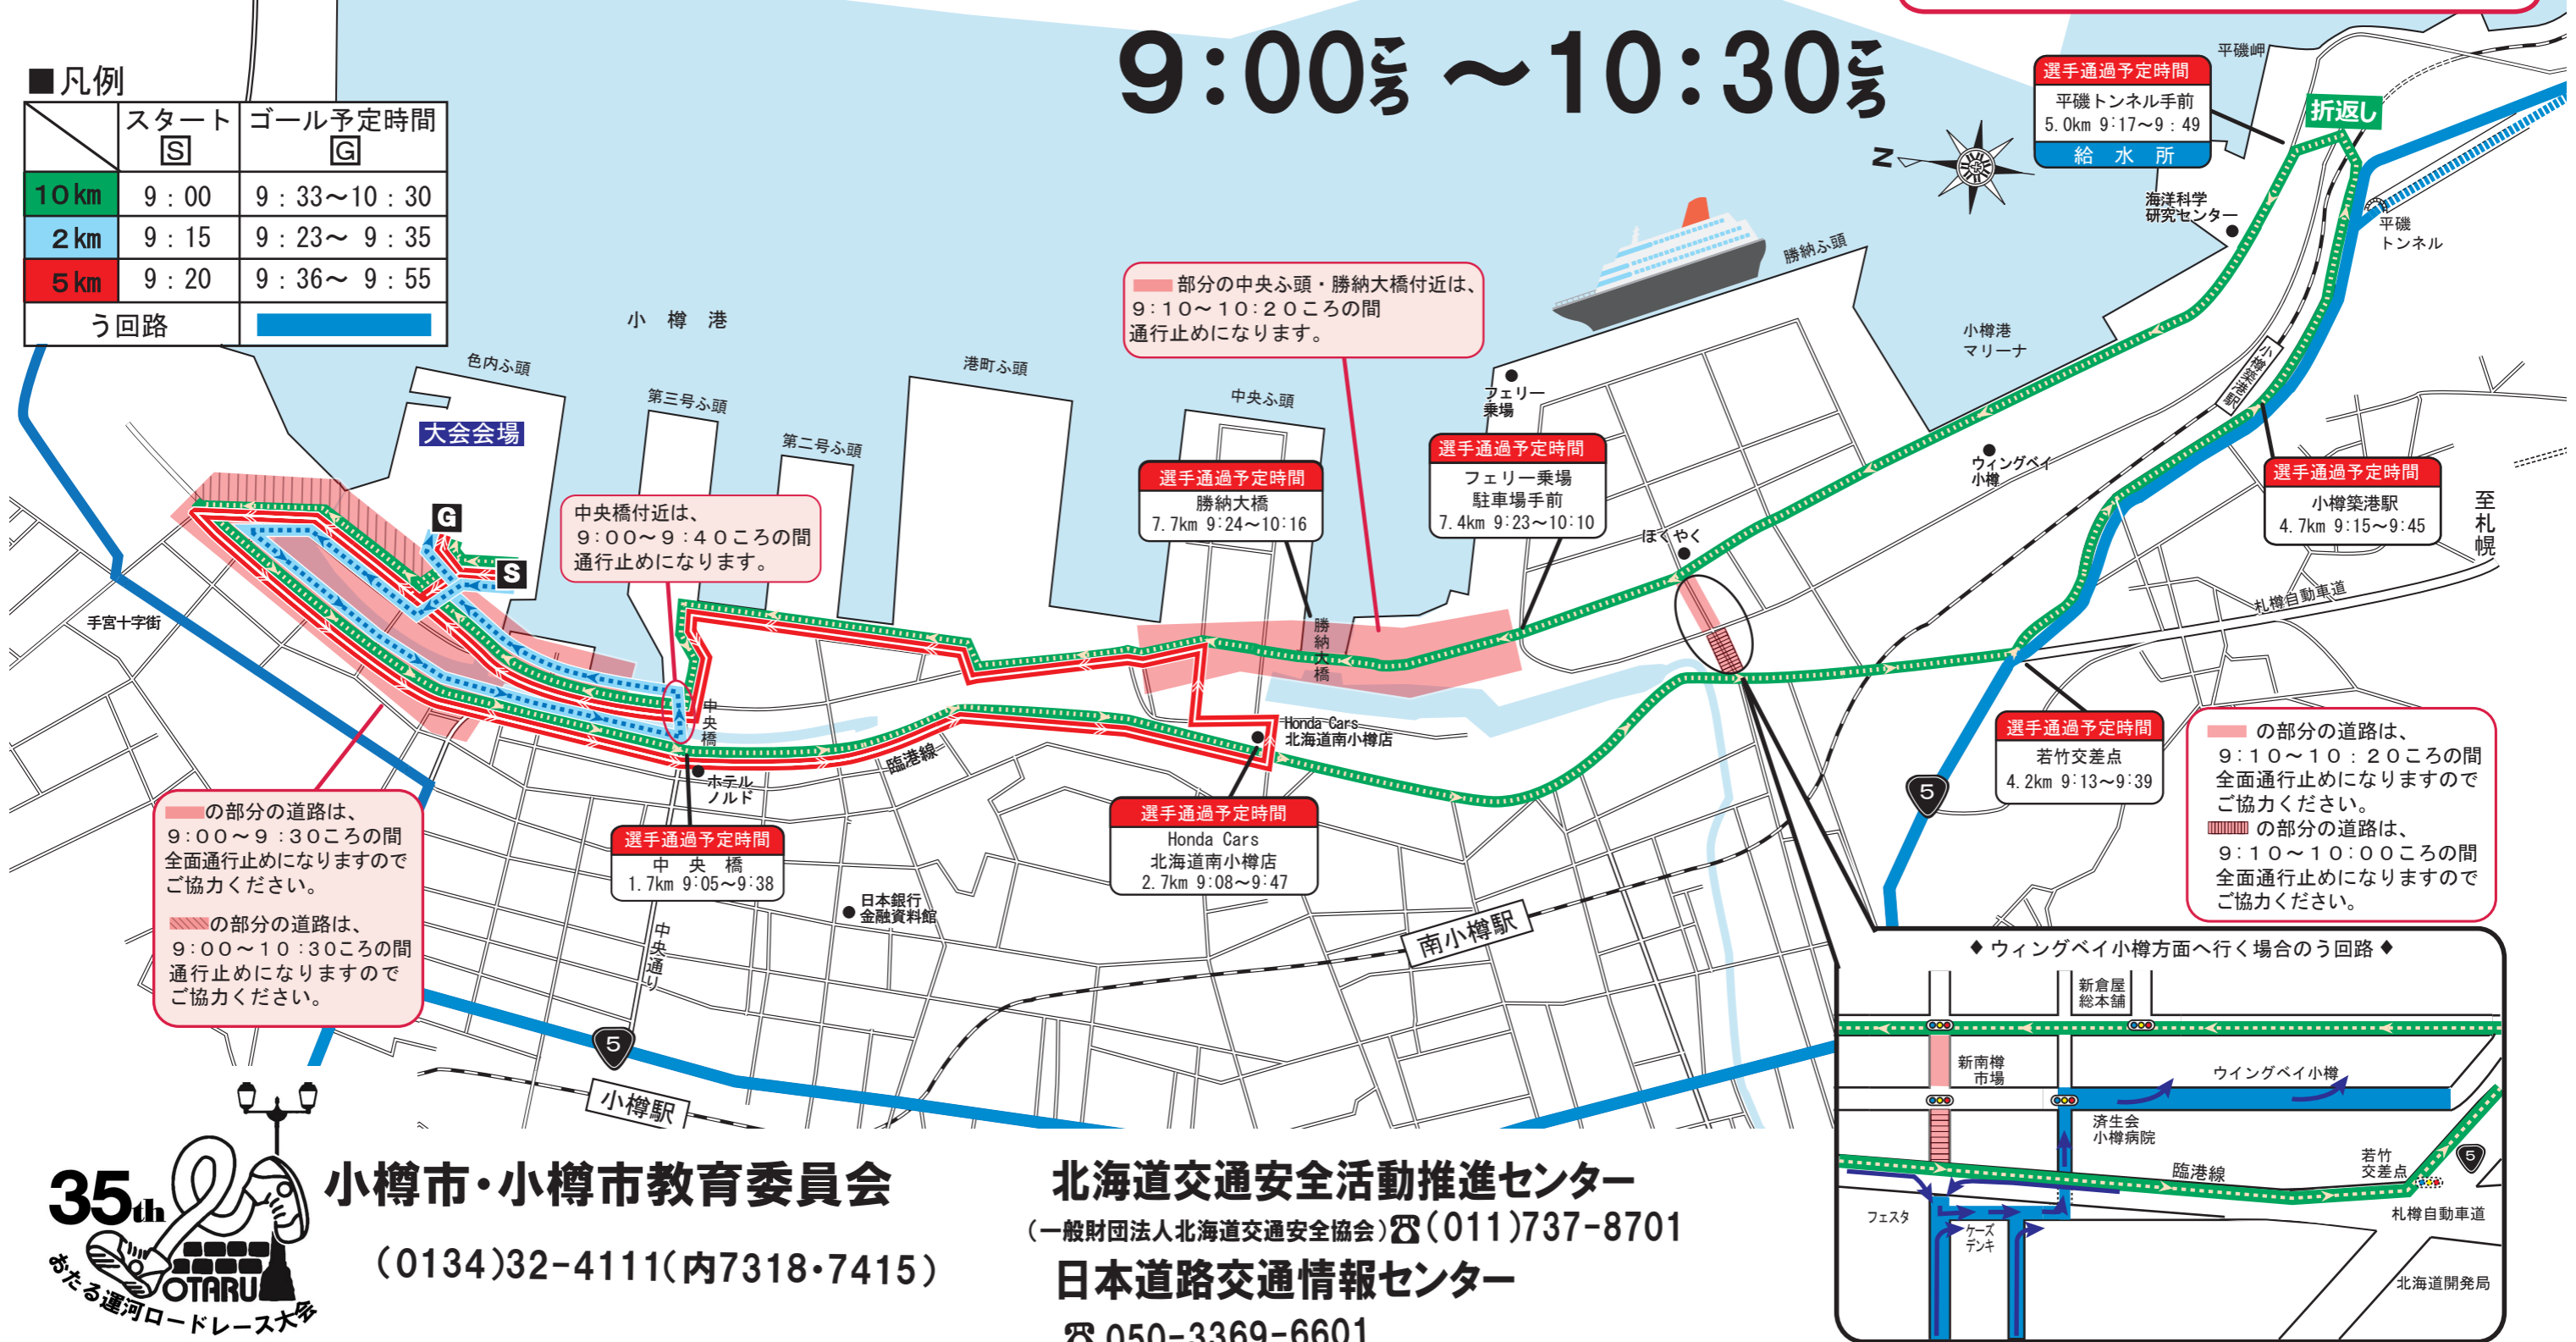 9:00ころ ～10:30ころ
■凡例
スタート S ゴール予定時間 G
10km 9:00 9:33～10:30
2km 9:15 9:23～ 9:35
5km 9:20 9:36～ 9:55
う回路
平磯岬
選手通過予定時間
平磯トンネル手前
5.0km 9:17～9:49
給水所
折返し
N
海洋科学
研究センター
平磯
トンネル
勝納ふ頭
小樽港
マリーナ
小樽築港駅
部分の中央ふ頭・勝納大橋付近は、
9:10～10:20ころの間
通行止めになります。
小樽港
色内ふ頭
大会会場
第三号ふ頭
第二号ふ頭
港町ふ頭
中央ふ頭
フェリー
乗場
選手通過予定時間
勝納大橋
7.7km 9:24～10:16
選手通過予定時間
フェリー乗場
駐車場手前
7.4km 9:23～10:10
ウィングベイ
小樽
ほくやく
選手通過予定時間
小樽築港駅
4.7km 9:15～9:45
至札幌
札樽自動車道
G
S
中央橋付近は、
9:00～9:40ころの間
通行止めになります。
手宮十字街
勝納大橋
中央橋
Honda Cars
北海道南小樽店
臨港線
ホテル
ノルド
選手通過予定時間
若竹交差点
4.2km 9:13～9:39
5
の部分の道路は、
9:10～10:20ころの間
全面通行止めになりますので
ご協力ください。
の部分の道路は、
9:10～10:00ころの間
全面通行止めになりますので
ご協力ください。
の部分の道路は、
9:00～9:30ころの間
全面通行止めになりますので
ご協力ください。
の部分の道路は、
9:00～10:30ころの間
通行止めになりますので
ご協力ください。
選手通過予定時間
中央橋
1.7km 9:05～9:38
選手通過予定時間
Honda Cars
北海道南小樽店
2.7km 9:08～9:47
日本銀行
金融資料館
中央通り
南小樽駅
5
小樽駅
♦ ウィングベイ小樽方面へ行く場合のう回路 ♦
新倉屋
総本舗
新南樽
市場
ウイングベイ小樽
済生会
小樽病院
若竹
交差点
5
臨港線
フェスタ
ケーズ
デンキ
札樽自動車道
北海道開発局
35th
OTARU
おたる運河ロードレース大会
小樽市・小樽市教育委員会
(0134)32-4111(内7318・7415)
北海道交通安全活動推進センター
(一般財団法人北海道交通安全協会)☎(011)737-8701
日本道路交通情報センター
☎ 050-3369-6601